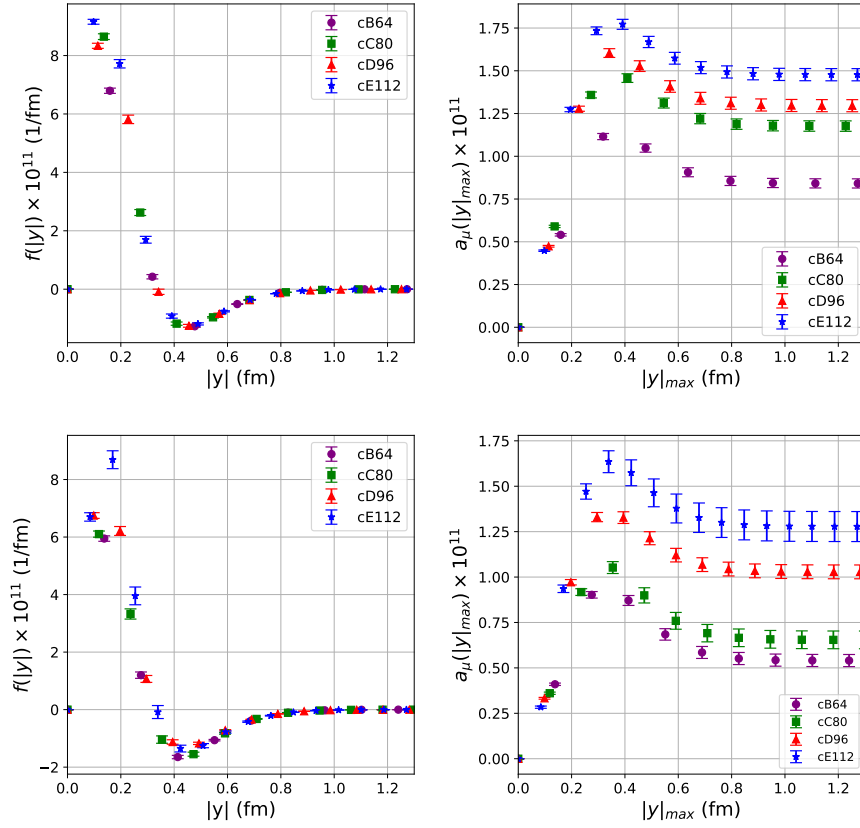 8
6
4
2
0
f(|y|) × 10¹¹ (1/fm)
0.0 0.2 0.4 0.6 0.8 1.0 1.2
|y| (fm)
cB64
cC80
cD96
cE112
1.75
1.50
1.25
1.00
0.75
0.50
0.25
0.00
aμ(|y|max) × 10¹¹
0.0 0.2 0.4 0.6 0.8 1.0 1.2
|y|max (fm)
cB64
cC80
cD96
cE112
8
6
4
2
0
−2
f(|y|) × 10¹¹ (1/fm)
0.0 0.2 0.4 0.6 0.8 1.0 1.2
|y| (fm)
cB64
cC80
cD96
cE112
1.75
1.50
1.25
1.00
0.75
0.50
0.25
0.00
aμ(|y|max) × 10¹¹
0.0 0.2 0.4 0.6 0.8 1.0 1.2
|y|max (fm)
cB64
cC80
cD96
cE112